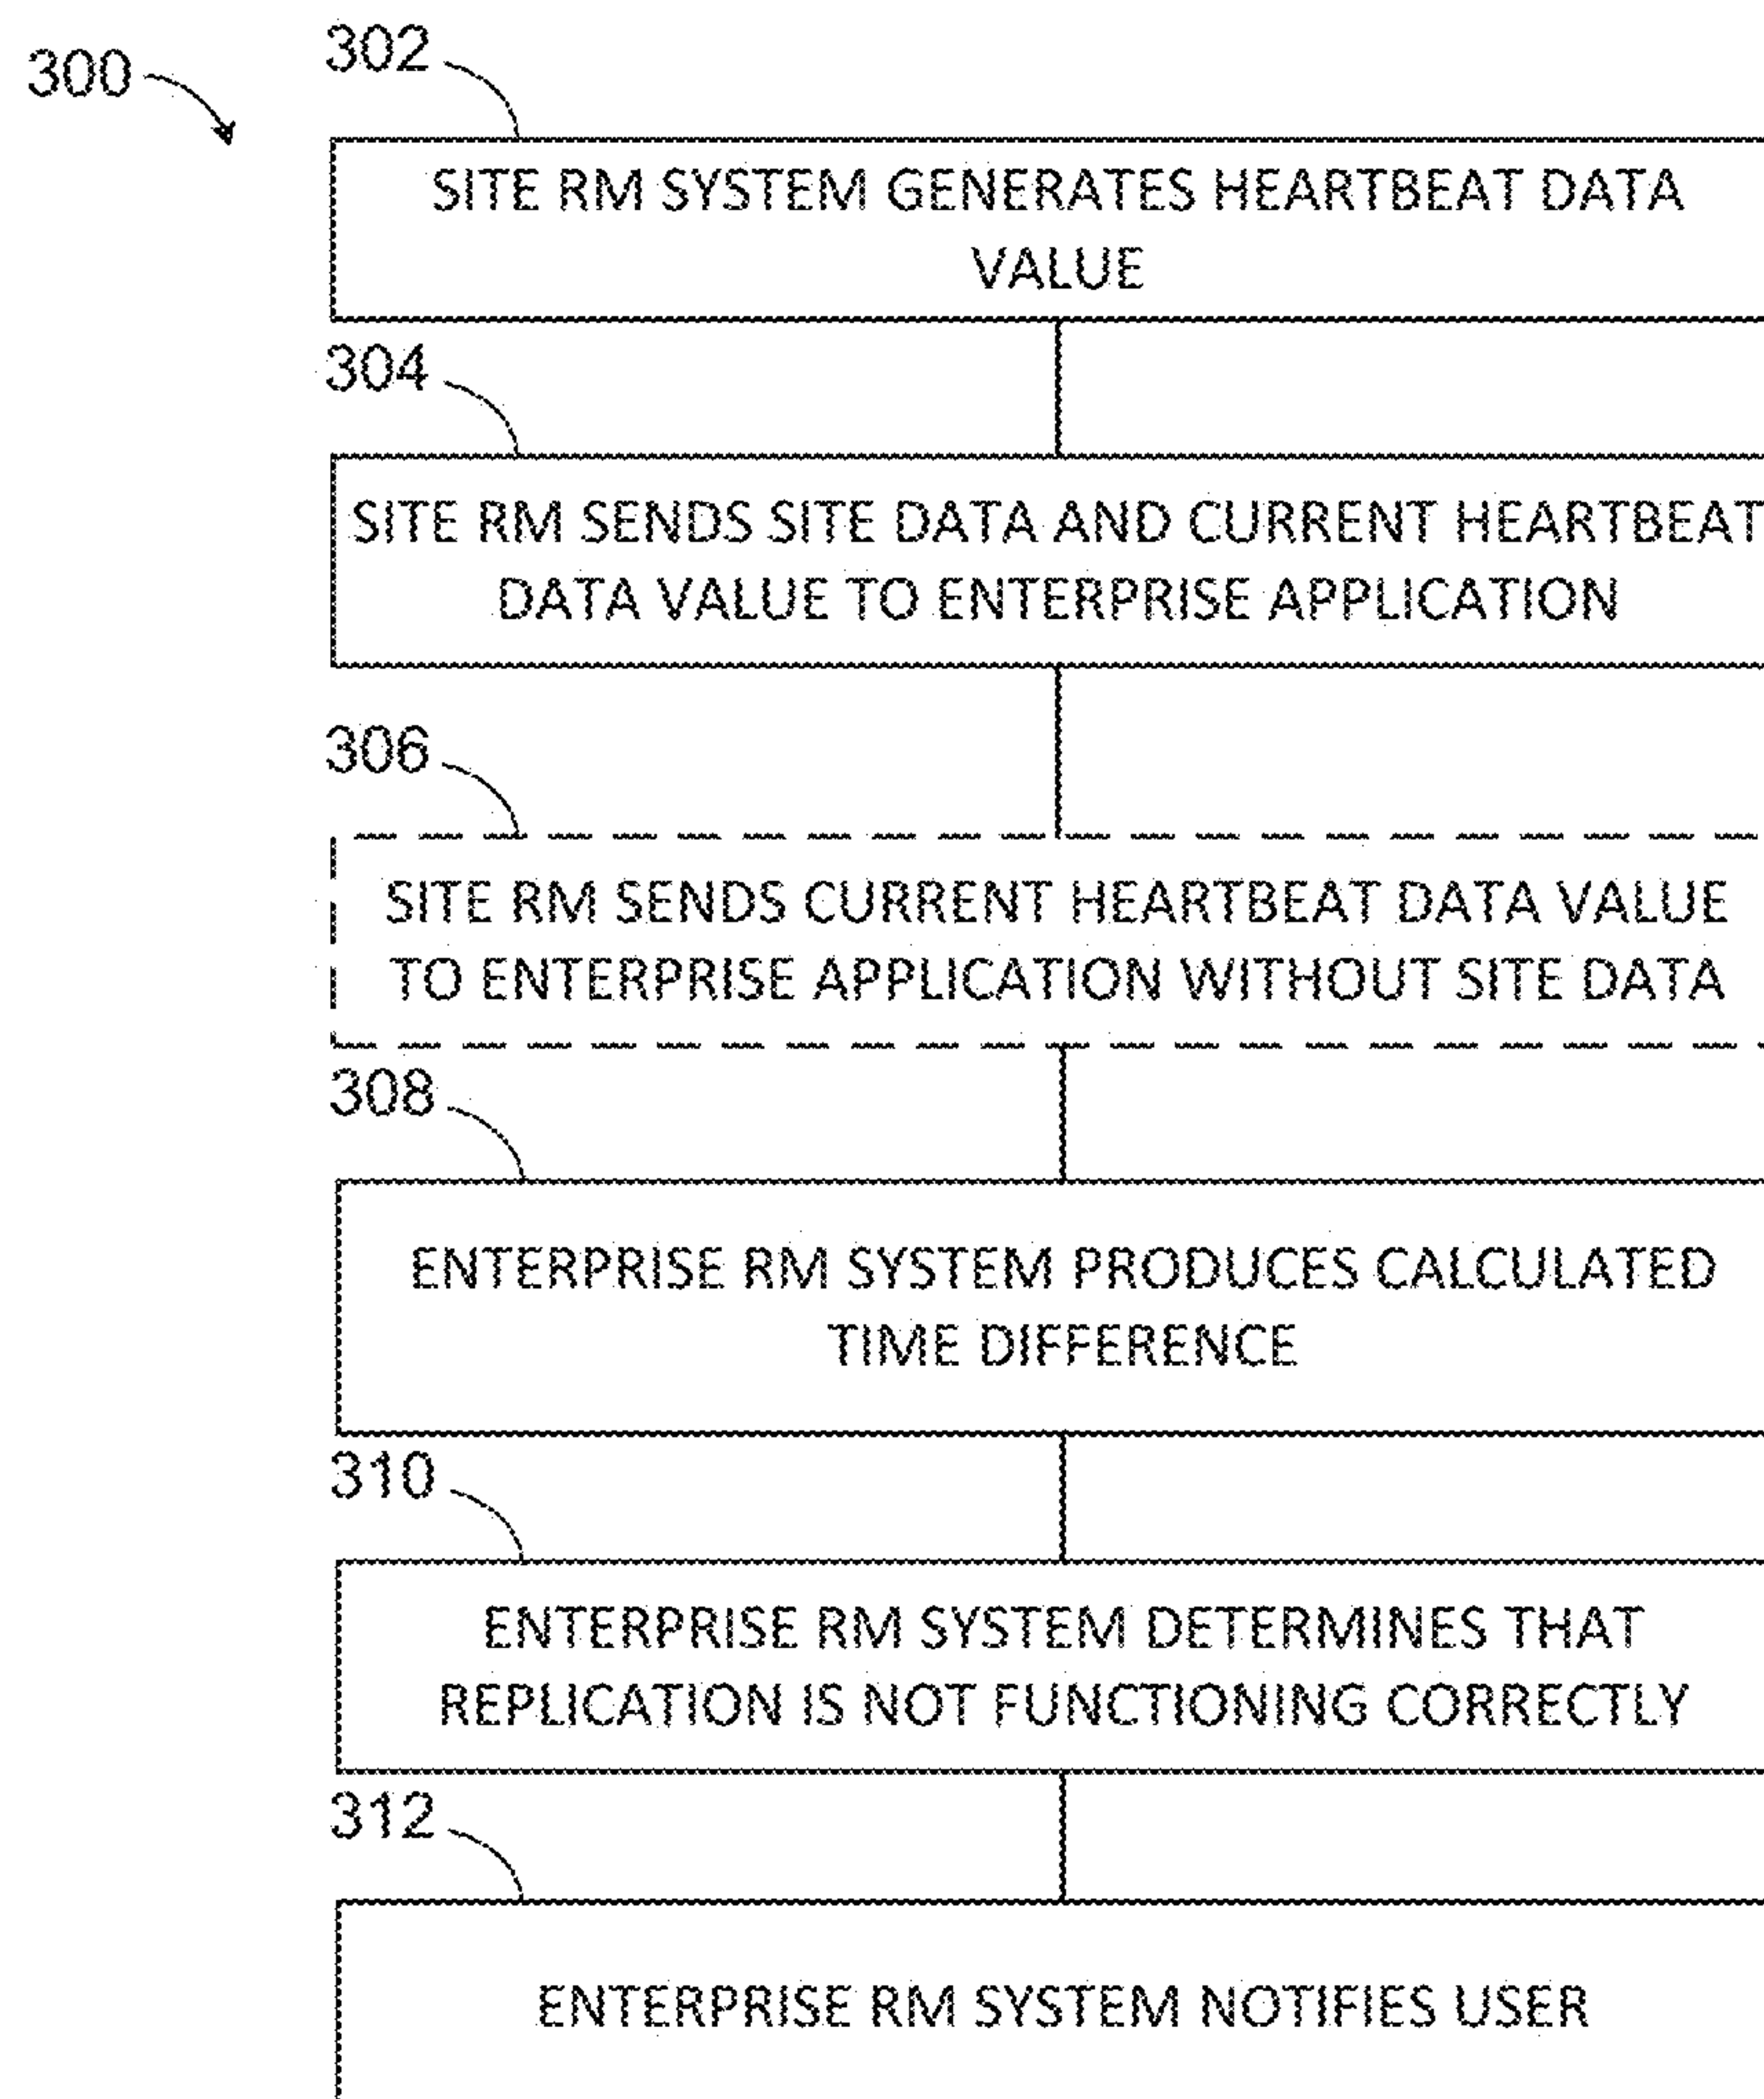 300
302
SITE RM SYSTEM GENERATES HEARTBEAT DATA
VALUE
304
SITE RM SENDS SITE DATA AND CURRENT HEARTBEAT
DATA VALUE TO ENTERPRISE APPLICATION
306
SITE RM SENDS CURRENT HEARTBEAT DATA VALUE
TO ENTERPRISE APPLICATION WITHOUT SITE DATA
308
ENTERPRISE RM SYSTEM PRODUCES CALCULATED
TIME DIFFERENCE
310
ENTERPRISE RM SYSTEM DETERMINES THAT
REPLICATION IS NOT FUNCTIONING CORRECTLY
312
ENTERPRISE RM SYSTEM NOTIFIES USER